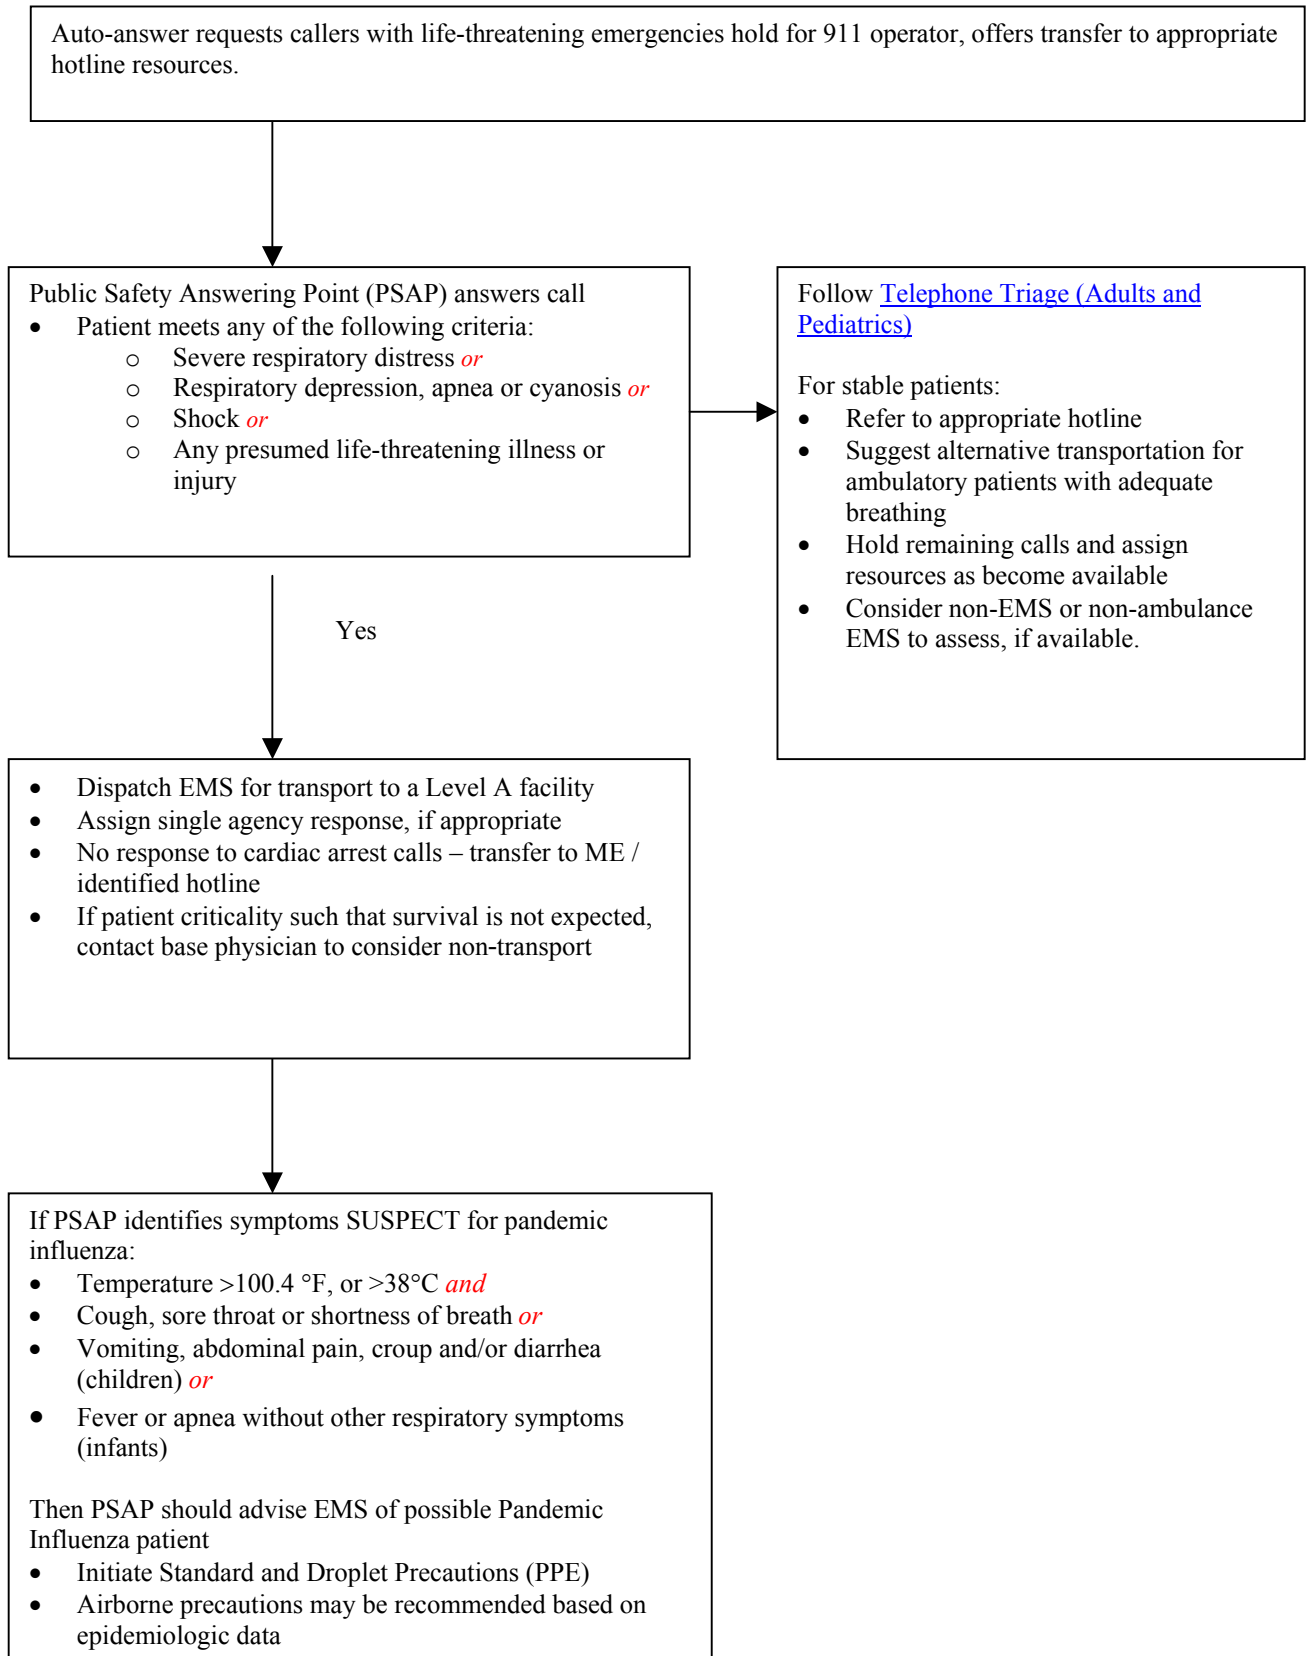 Auto-answer requests callers with life-threatening emergencies hold for 911 operator, offers transfer to appropriate
hotline resources.
Public Safety Answering Point (PSAP) answers call
• Patient meets any of the following criteria:
o Severe respiratory distress or
o Respiratory depression, apnea or cyanosis or
o Shock or
o Any presumed life-threatening illness or
injury
Follow Telephone Triage (Adults and
Pediatrics)
For stable patients:
• Refer to appropriate hotline
• Suggest alternative transportation for
ambulatory patients with adequate
breathing
• Hold remaining calls and assign
resources as become available
• Consider non-EMS or non-ambulance
EMS to assess, if available.
Yes
• Dispatch EMS for transport to a Level A facility
• Assign single agency response, if appropriate
• No response to cardiac arrest calls – transfer to ME /
identified hotline
• If patient criticality such that survival is not expected,
contact base physician to consider non-transport
If PSAP identifies symptoms SUSPECT for pandemic
influenza:
• Temperature >100.4 °F, or >38°C and
• Cough, sore throat or shortness of breath or
• Vomiting, abdominal pain, croup and/or diarrhea
(children) or
• Fever or apnea without other respiratory symptoms
(infants)
Then PSAP should advise EMS of possible Pandemic
Influenza patient
• Initiate Standard and Droplet Precautions (PPE)
• Airborne precautions may be recommended based on
epidemiologic data